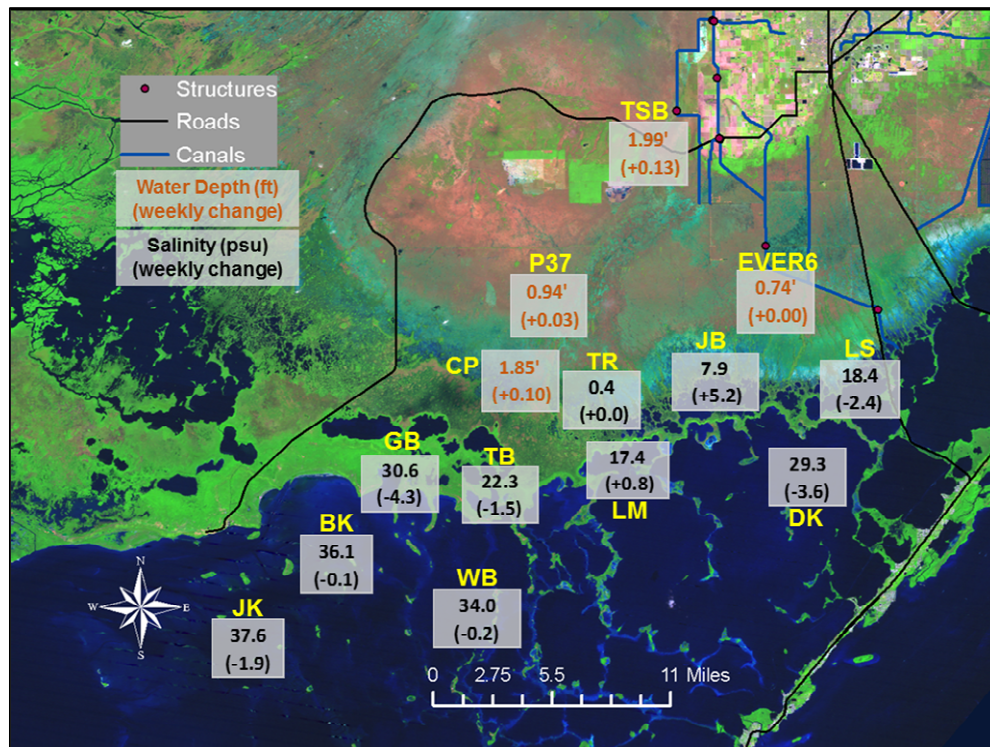 Structures
Roads
Canals
Water Depth (ft)
(weekly change)
Salinity (psu)
(weekly change)
TSB
1.99'
(+0.13)
P37
0.94'
(+0.03)
EVER6
0.74'
(+0.00)
CP
1.85'
(+0.10)
TR
0.4
(+0.0)
JB
7.9
(+5.2)
LS
18.4
(-2.4)
GB
30.6
(-4.3)
TB
22.3
(-1.5)
17.4
(+0.8)
LM
29.3
(-3.6)
DK
BK
36.1
(-0.1)
WB
34.0
(-0.2)
JK
37.6
(-1.9)
N
W E
S
0 2.75 5.5 11 Miles